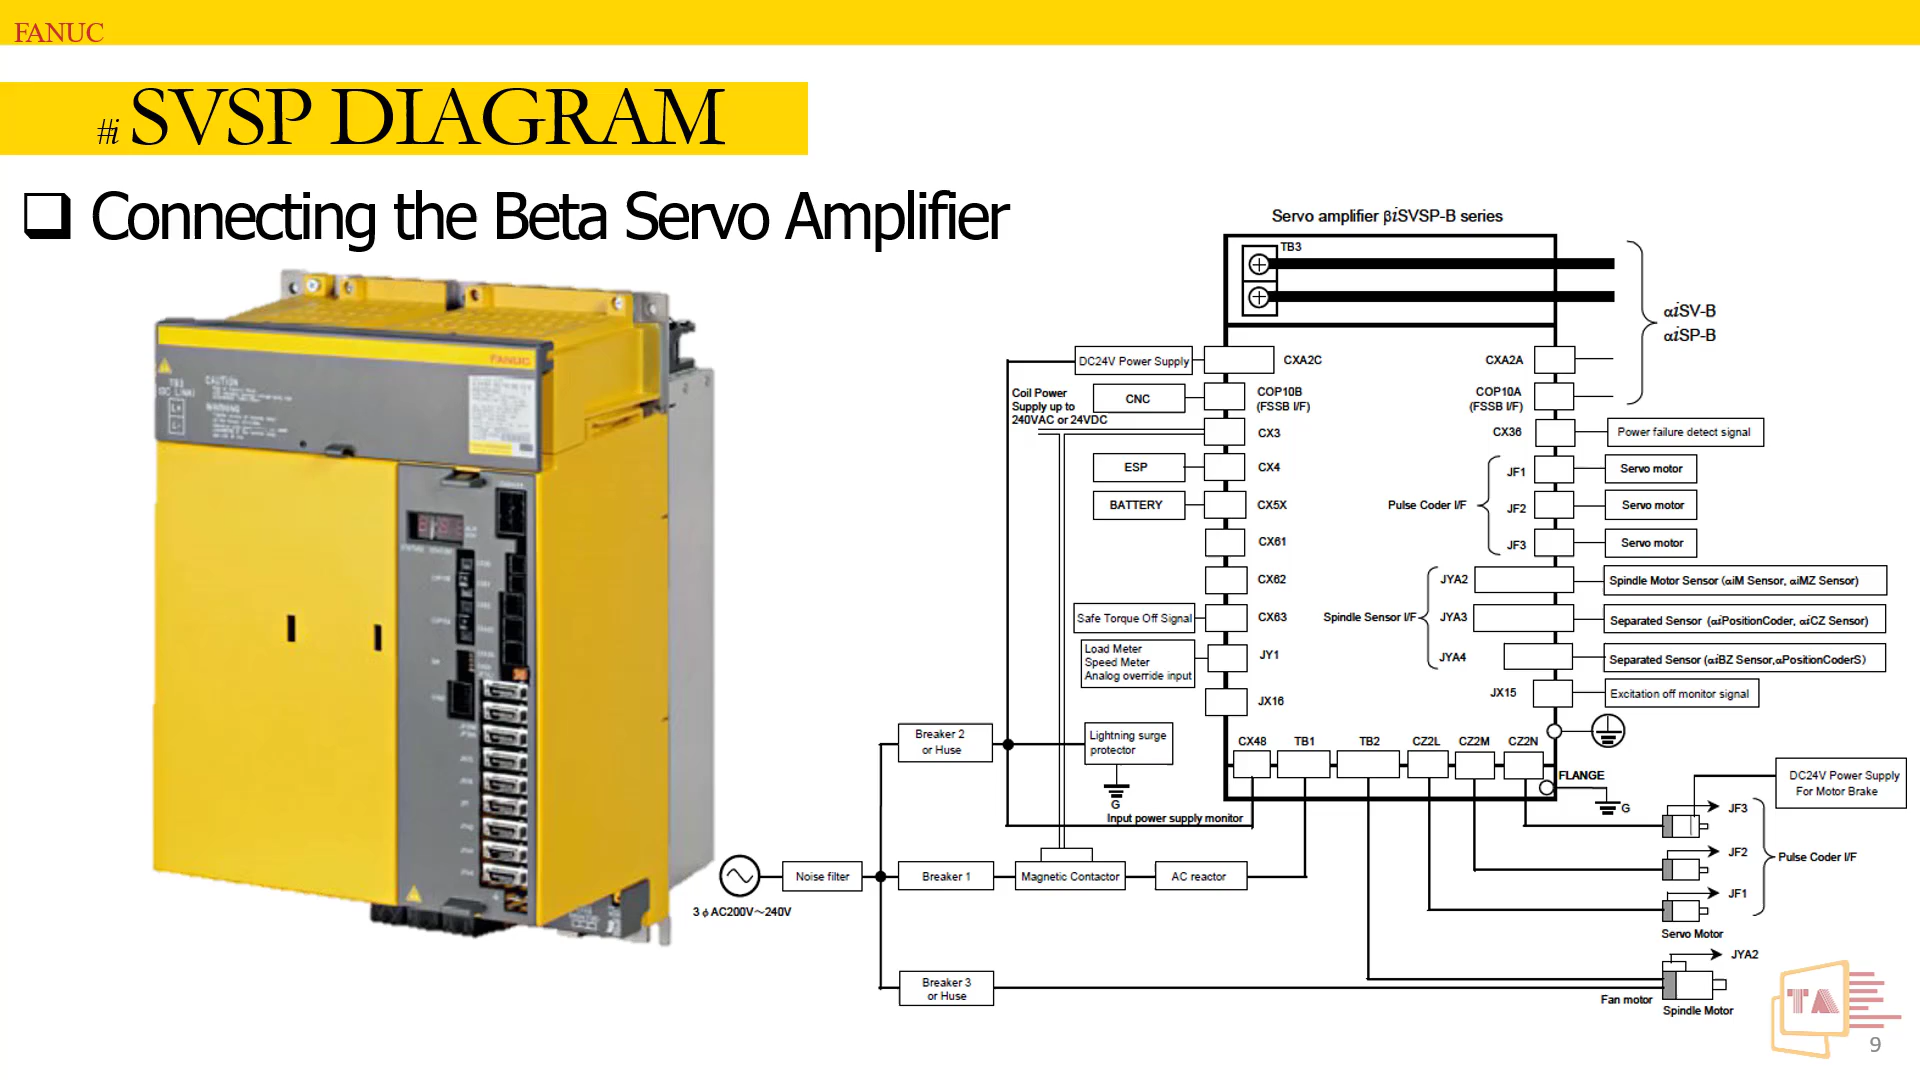 FANUC
#i SVSP DIAGRAM
❑ Connecting the Beta Servo Amplifier
Servo amplifier βiSVSP-B series
TB3
αiSV-B
αiSP-B
DC24V Power Supply
CXA2C
CXA2A
Coil Power
Supply up to
240VAC or 24VDC
CNC
COP10B
(FSSB I/F)
COP10A
(FSSB I/F)
CX3
CX36
Power failure detect signal
ESP
CX4
JF1
Servo motor
BATTERY
CX5X
Pulse Coder I/F
JF2
Servo motor
CX61
JF3
Servo motor
CX62
JYA2
Spindle Motor Sensor (αiM Sensor, αiMZ Sensor)
Safe Torque Off Signal
CX63
Spindle Sensor I/F
JYA3
Separated Sensor (αiPositionCoder, αiCZ Sensor)
Load Meter
Speed Meter
Analog override input
JY1
JYA4
Separated Sensor (αiBZ Sensor,αPositionCoderS)
JX16
JX15
Excitation off monitor signal
Breaker 2
or Huse
Lightning surge
protector
G
CX48
TB1
TB2
CZ2L
CZ2M
CZ2N
FLANGE
G
DC24V Power Supply
For Motor Brake
Input power supply monitor
JF3
JF2
JF1
Pulse Coder I/F
Servo Motor
3 ϕ AC200V～240V
Noise filter
Breaker 1
Magnetic Contactor
AC reactor
JYA2
Breaker 3
or Huse
Fan motor
Spindle Motor
FANUC
TB3
(DC LINK)
L+
L-
CAUTION
WARNING
TA
9